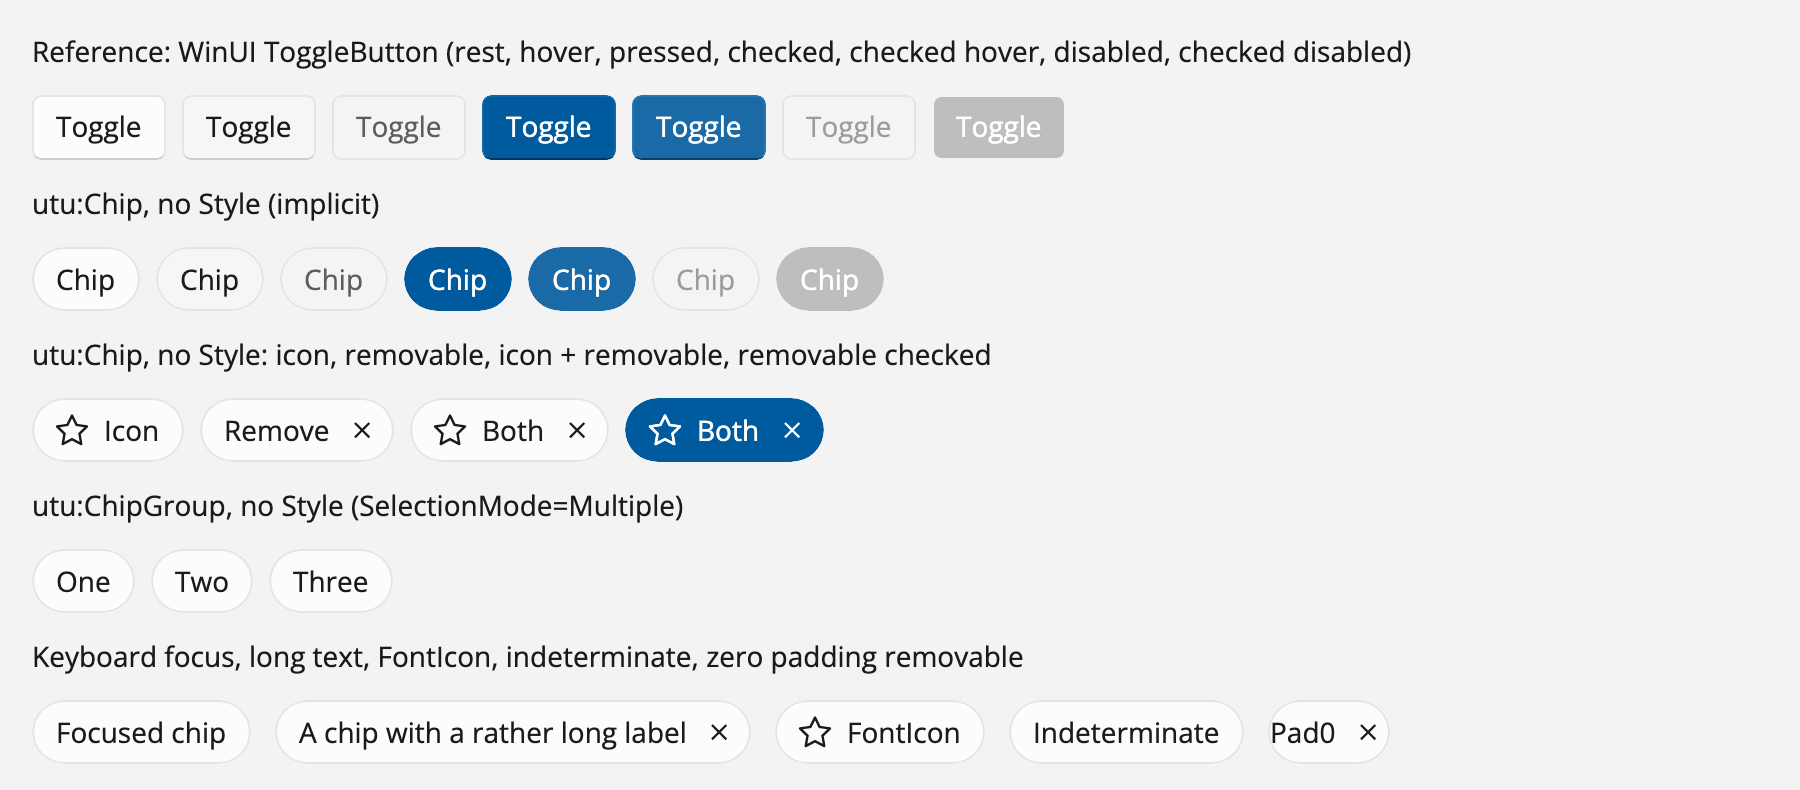 Reference: WinUI ToggleButton (rest, hover, pressed, checked, checked hover, disabled, checked disabled)
Toggle Toggle Toggle Toggle Toggle Toggle Toggle
utu:Chip, no Style (implicit)
Chip Chip Chip Chip Chip Chip Chip
utu:Chip, no Style: icon, removable, icon + removable, removable checked
Icon Remove Both Both
utu:ChipGroup, no Style (SelectionMode=Multiple)
One Two Three
Keyboard focus, long text, FontIcon, indeterminate, zero padding removable
Focused chip A chip with a rather long label FontIcon Indeterminate Pad0